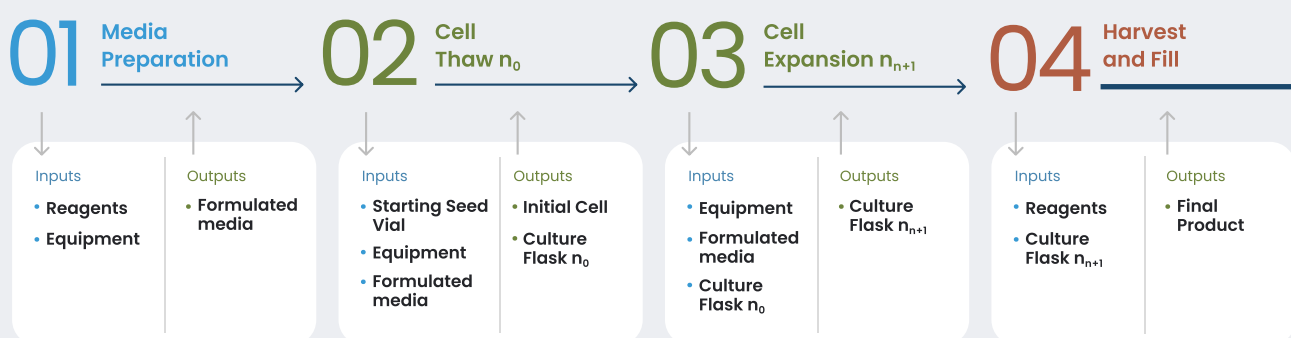 01
Media
Preparation
Inputs
• Reagents
• Equipment
Outputs
• Formulated
media
02
Cell
Thaw n₀
Inputs
• Starting Seed
Vial
• Equipment
• Formulated
media
Outputs
• Initial Cell
• Culture
Flask n₀
03
Cell
Expansion nₙ₊₁
Inputs
• Equipment
• Formulated
media
• Culture
Flask n₀
Outputs
• Culture
Flask nₙ₊₁
04
Harvest
and Fill
Inputs
• Reagents
• Culture
Flask nₙ₊₁
Outputs
• Final
Product